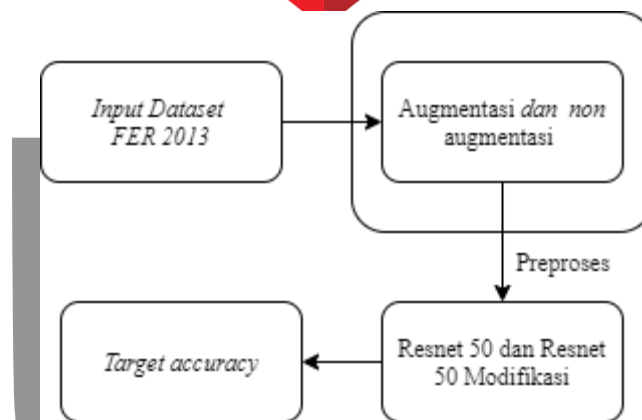 Input Dataset
FER 2013
Augmentasi dan non
augmentasi
Preproses
Resnet 50 dan Resnet
50 Modifikasi
Target accuracy